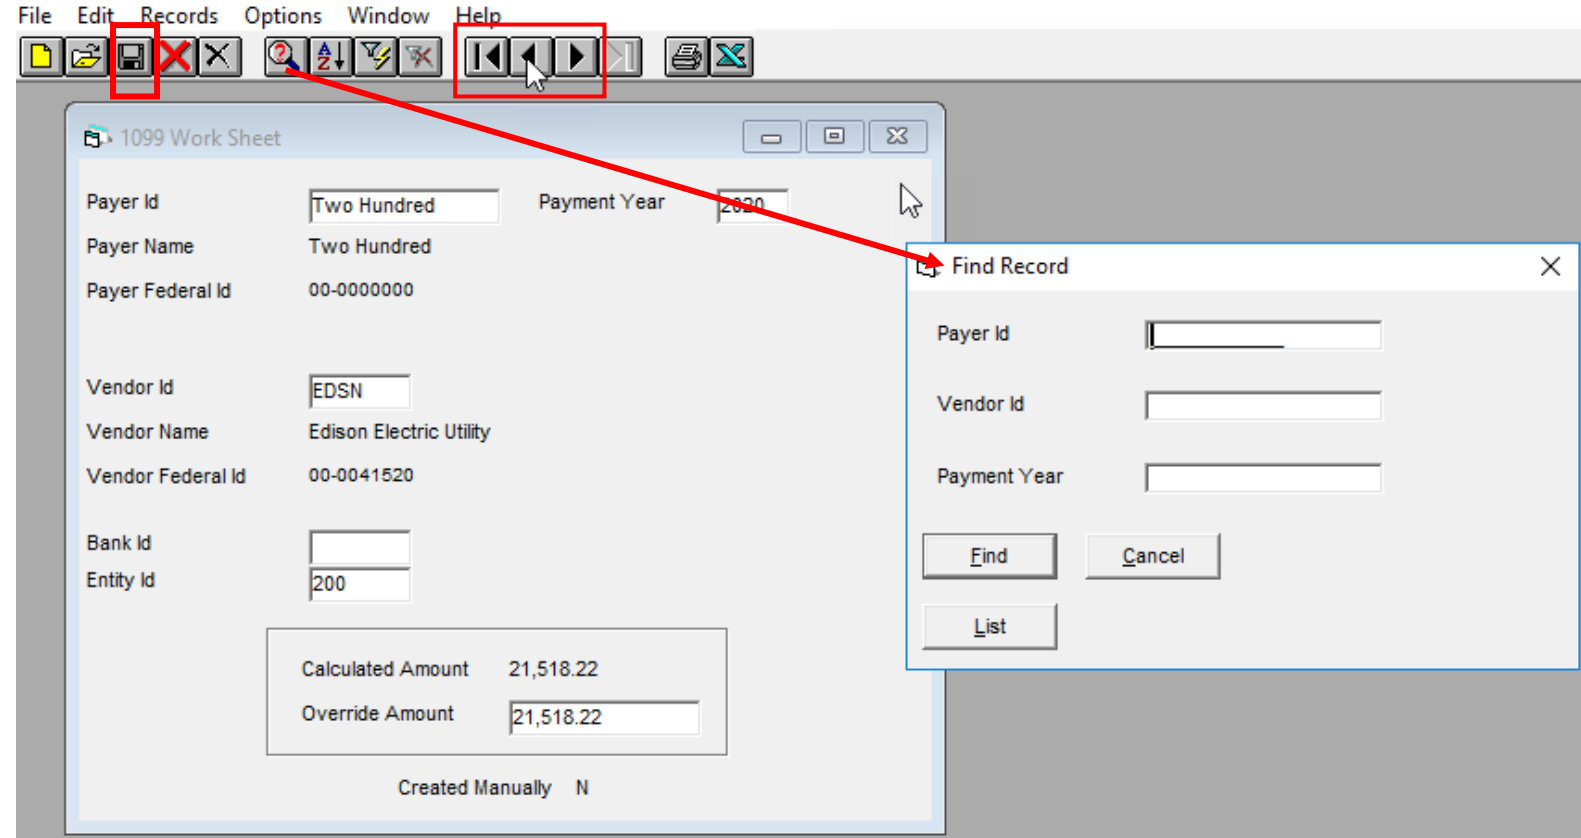 File Edit Records Options Window Help
1099 Work Sheet
Payer Id Two Hundred Payment Year 2020
Payer Name Two Hundred
Payer Federal Id 00-0000000
Vendor Id EDSN
Vendor Name Edison Electric Utility
Vendor Federal Id 00-0041520
Bank Id
Entity Id 200
Calculated Amount 21,518.22
Override Amount 21,518.22
Created Manually N
Find Record
Payer Id
Vendor Id
Payment Year
Find Cancel
List